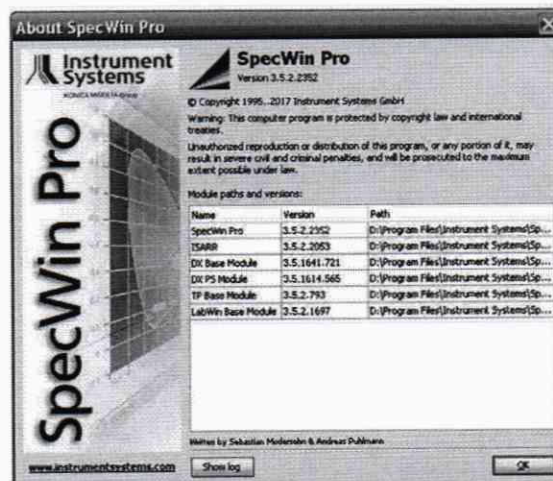 About SpecWin Pro
Instrument
Systems
KONICA MINOLTA Group
SpecWin Pro
SpecWin Pro
Version 3.5.2.2352
© Copyright 1995..2017 Instrument Systems GmbH
Warning: This computer program is protected by copyright law and international
treaties.
Unauthorized reproduction or distribution of this program, or any portion of it, may
result in severe civil and criminal penalties, and will be prosecuted to the maximum
extent possible under law.
Module paths and versions:
Name Version Path
SpecWin Pro 3.5.2.2352 D:\Program Files\Instrument Systems\Sp...
ISARR 3.5.2.2053 D:\Program Files\Instrument Systems\Sp...
DX Base Module 3.5.1641.721 D:\Program Files\Instrument Systems\Sp...
DX PS Module 3.5.1614.565 D:\Program Files\Instrument Systems\Sp...
TP Base Module 3.5.2.793 D:\Program Files\Instrument Systems\Sp...
LabWin Base Module 3.5.2.1697 D:\Program Files\Instrument Systems\Sp...
Written by Sebastian & Andreas Puhlmann
www.instrumentsystems.com
Show log
OK